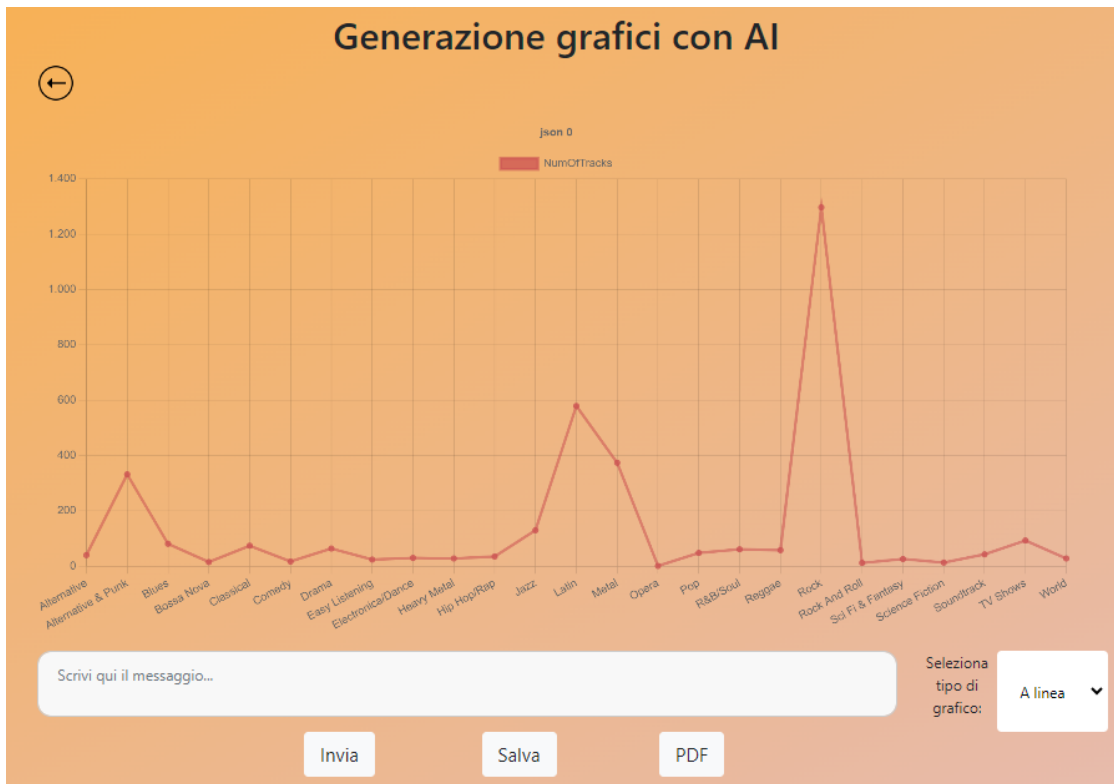 Generazione grafici con AI
json 0
NumOfTracks
1.400
1.200
1.000
800
600
400
200
0
Alternative
Alternative & Punk
Blues
Bossa Nova
Classical
Comedy
Drama
Easy Listening
Electronica/Dance
Heavy Metal
Hip Hop/Rap
Jazz
Latin
Metal
Opera
Pop
R&B/Soul
Reggae
Rock
Rock And Roll
Sci Fi & Fantasy
Science Fiction
Soundtrack
TV Shows
World
Scrivi qui il messaggio...
Seleziona
tipo di
grafico:
A linea
Invia
Salva
PDF